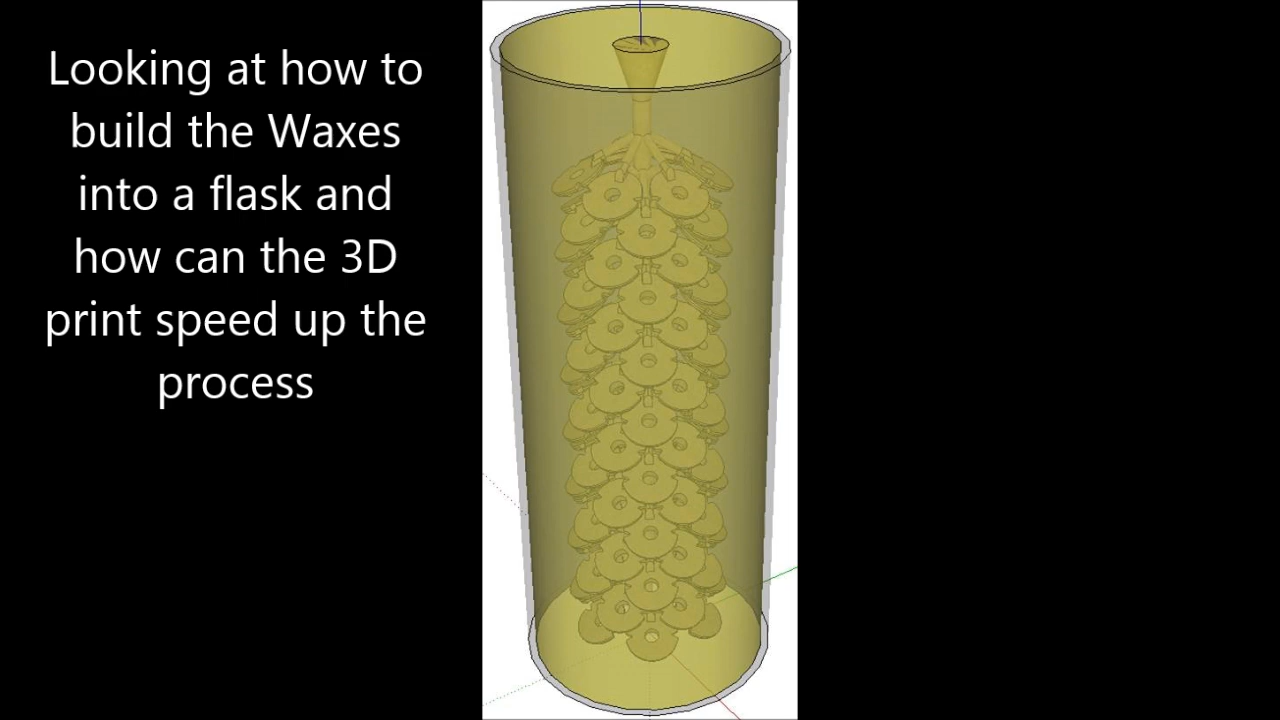 Looking at how to
build the Waxes
into a flask and
how can the 3D
print speed up the
process